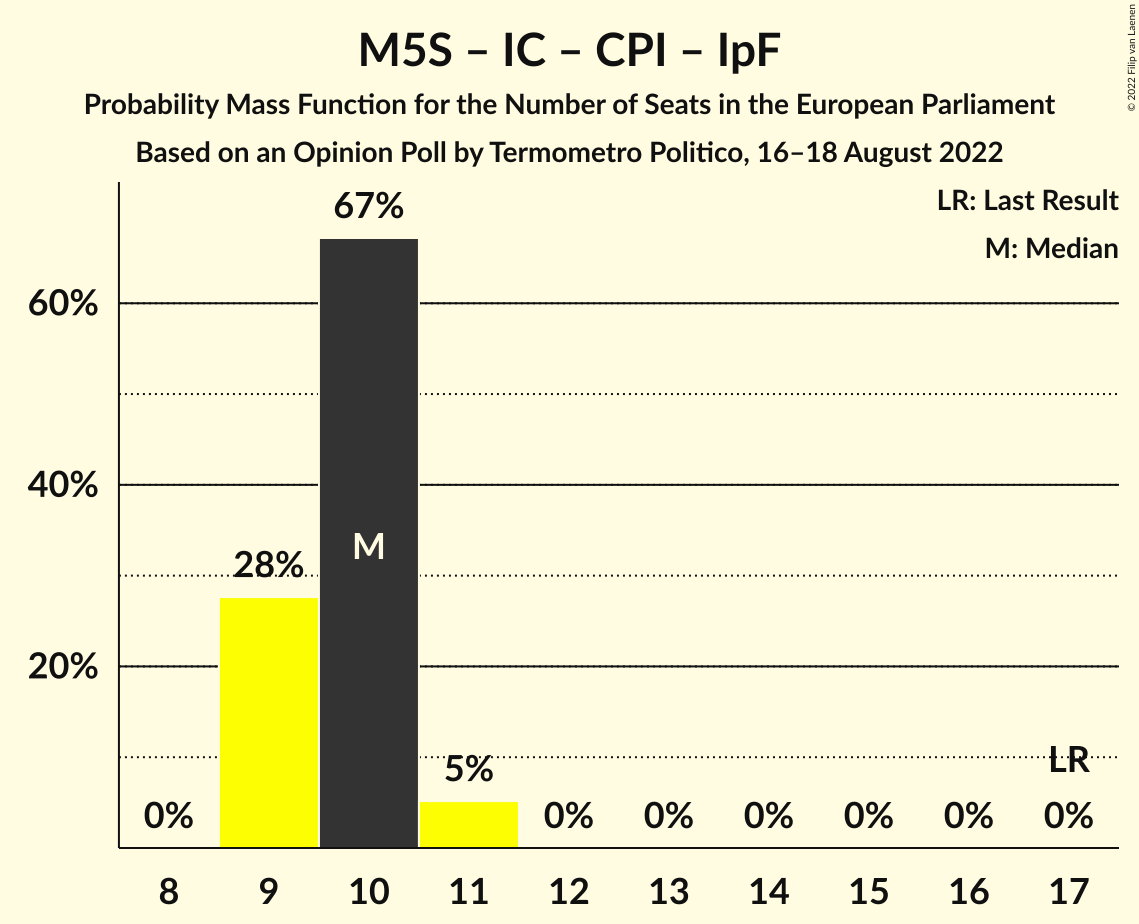 M5S – IC – CPI – IpF
Probability Mass Function for the Number of Seats in the European Parliament
Based on an Opinion Poll by Termometro Politico, 16–18 August 2022
© 2022 Filip van Laenen
LR: Last Result
M: Median
67%
60%
40%
M
28%
20%
LR
5%
0% 0% 0% 0% 0% 0% 0%
8 9 10 11 12 13 14 15 16 17